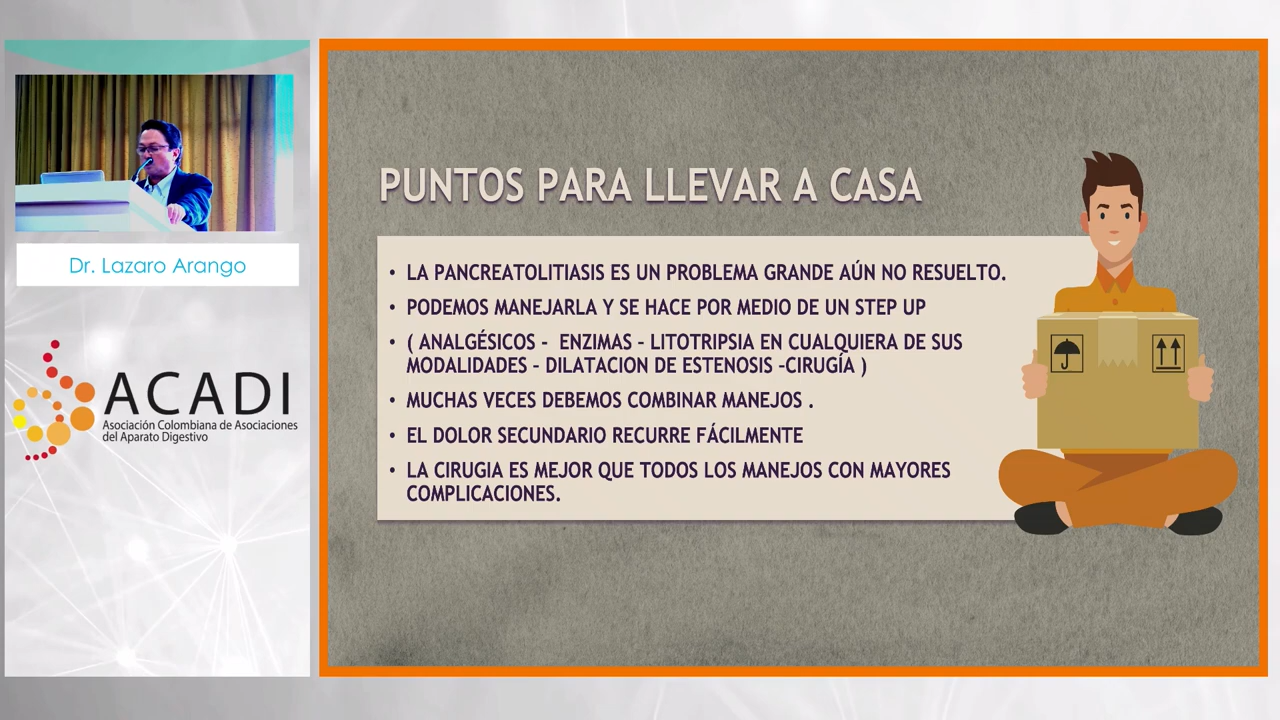 Dr. Lazaro Arango
ACADI
Asociación Colombiana de Asociaciones
del Aparato Digestivo
PUNTOS PARA LLEVAR A CASA
• LA PANCREATOLITIASIS ES UN PROBLEMA GRANDE AÚN NO RESUELTO.
• PODEMOS MANEJARLA Y SE HACE POR MEDIO DE UN STEP UP
• ( ANALGÉSICOS - ENZIMAS - LITOTRIPSIA EN CUALQUIERA DE SUS
MODALIDADES - DILATACION DE ESTENOSIS -CIRUGÍA )
• MUCHAS VECES DEBEMOS COMBINAR MANEJOS .
• EL DOLOR SECUNDARIO RECURRE FÁCILMENTE
• LA CIRUGIA ES MEJOR QUE TODOS LOS MANEJOS CON MAYORES
COMPLICACIONES.